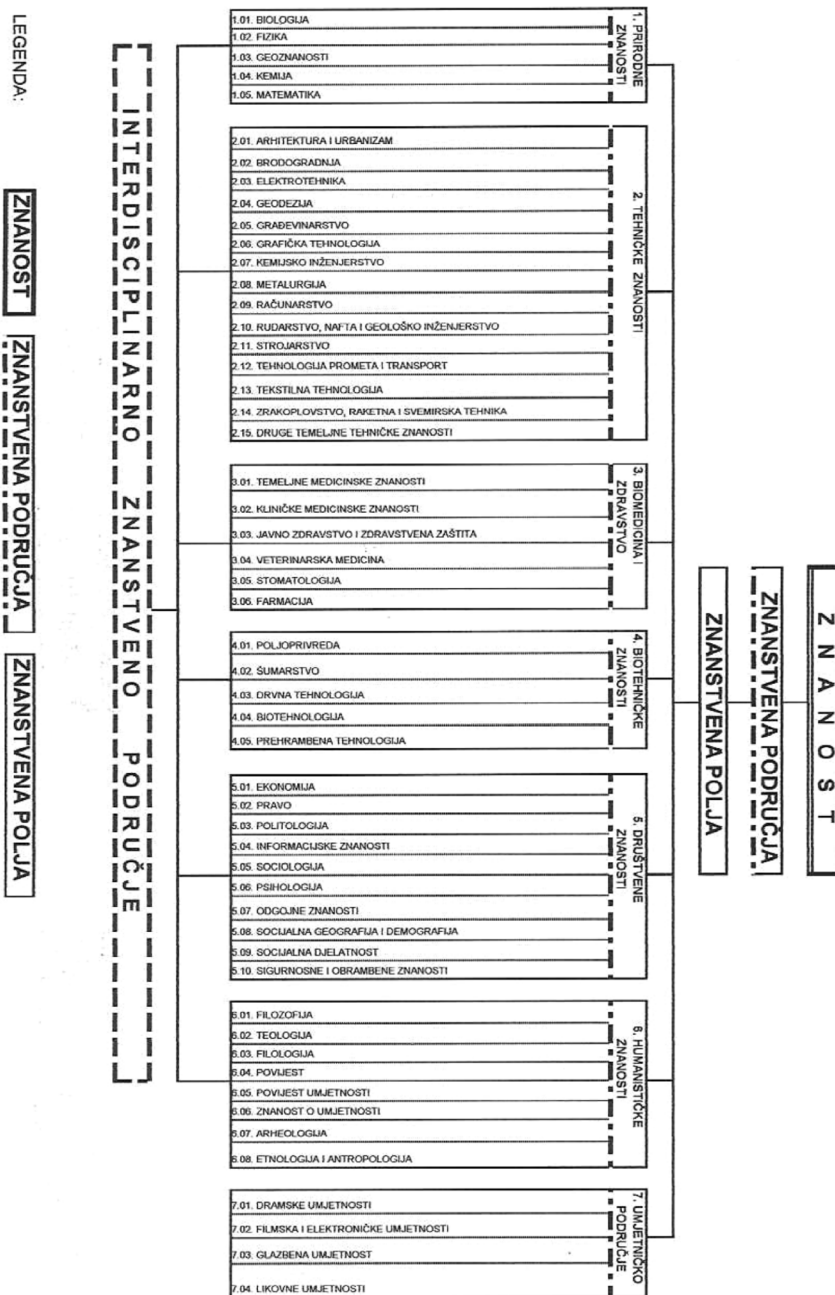 Z N A N O S T
ZNANSTVENA PODRUČJA
ZNANSTVENA POLJA
1. PRIRODNE
ZNANOSTI
1.01. BIOLOGIJA
1.02. FIZIKA
1.03. GEOZNANOSTI
1.04. KEMIJA
1.05. MATEMATIKA
2. TEHNIČKE ZNANOSTI
2.01. ARHITEKTURA I URBANIZAM
2.02. BRODOGRADNJA
2.03. ELEKTROTEHNIKA
2.04. GEODEZIJA
2.05. GRAĐEVINARSTVO
2.06. GRAFIČKA TEHNOLOGIJA
2.07. KEMIJSKO INŽENJERSTVO
2.08. METALURGIJA
2.09. RAČUNARSTVO
2.10. RUDARSTVO, NAFTA I GEOLOŠKO INŽENJERSTVO
2.11. STROJARSTVO
2.12. TEHNOLOGIJA PROMETA I TRANSPORT
2.13. TEKSTILNA TEHNOLOGIJA
2.14. ZRAKOPLOVSTVO, RAKETNA I SVEMIRSKA TEHNIKA
2.15. DRUGE TEMELJNE TEHNIČKE ZNANOSTI
3. BIOMEDICINA I
ZDRAVSTVO
3.01. TEMELJNE MEDICINSKE ZNANOSTI
3.02. KLINIČKE MEDICINSKE ZNANOSTI
3.03. JAVNO ZDRAVSTVO I ZDRAVSTVENA ZAŠTITA
3.04. VETERINARSKA MEDICINA
3.05. STOMATOLOGIJA
3.06. FARMACIJA
4. BIOTEHNIČKE
ZNANOSTI
4.01. POLJOPRIVREDA
4.02. ŠUMARSTVO
4.03. DRVNA TEHNOLOGIJA
4.04. BIOTEHNOLOGIJA
4.05. PREHRAMBENA TEHNOLOGIJA
5. DRUŠTVENE
ZNANOSTI
5.01. EKONOMIJA
5.02. PRAVO
5.03. POLITOLOGIJA
5.04. INFORMACIJSKE ZNANOSTI
5.05. SOCIOLOGIJA
5.06. PSIHOLOGIJA
5.07. ODGOJNE ZNANOSTI
5.08. SOCIJALNA GEOGRAFIJA I DEMOGRAFIJA
5.09. SOCIJALNA DJELATNOST
5.10. SIGURNOSNE I OBRAMBENE ZNANOSTI
6. HUMANISTIČKE
ZNANOSTI
6.01. FILOZOFIJA
6.02. TEOLOGIJA
6.03. FILOLOGIJA
6.04. POVIJEST
6.05. POVIJEST UMJETNOSTI
6.06. ZNANOST O UMJETNOSTI
6.07. ARHEOLOGIJA
6.08. ETNOLOGIJA I ANTROPOLOGIJA
7. UMJETNIČKO
PODRUČJE
7.01. DRAMSKE UMJETNOSTI
7.02. FILMSKA I ELEKTRONIČKE UMJETNOSTI
7.03. GLAZBENA UMJETNOST
7.04. LIKOVNE UMJETNOSTI
INTERDISCIPLINARNO ZNANSTVENO PODRUČJE
LEGENDA:
ZNANOST
ZNANSTVENA PODRUČJA
ZNANSTVENA POLJA